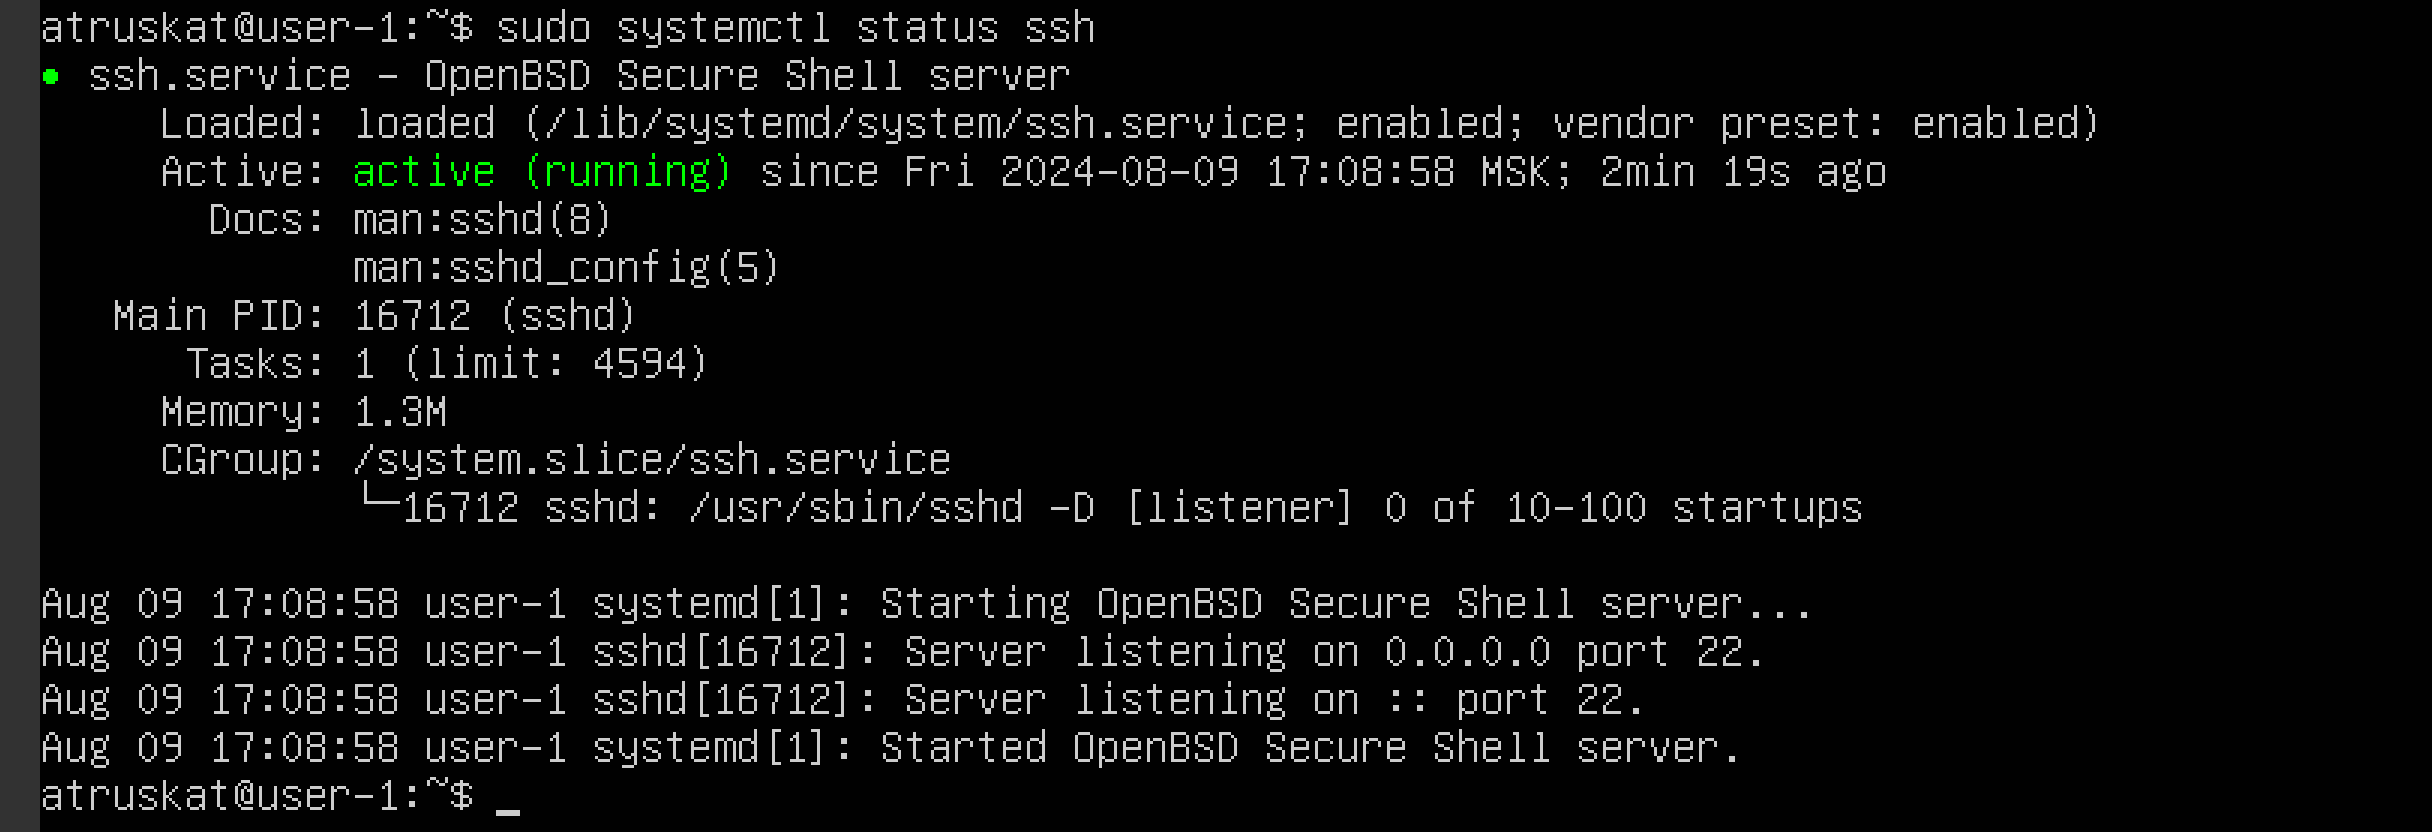 atruskat@user-1:~$ sudo systemctl status ssh
● ssh.service - OpenBSD Secure Shell server
     Loaded: loaded (/lib/systemd/system/ssh.service; enabled; vendor preset: enabled)
     Active: active (running) since Fri 2024-08-09 17:08:58 MSK; 2min 19s ago
       Docs: man:sshd(8)
             man:sshd_config(5)
   Main PID: 16712 (sshd)
      Tasks: 1 (limit: 4594)
     Memory: 1.3M
     CGroup: /system.slice/ssh.service
             └─16712 sshd: /usr/sbin/sshd -D [listener] 0 of 10-100 startups

Aug 09 17:08:58 user-1 systemd[1]: Starting OpenBSD Secure Shell server...
Aug 09 17:08:58 user-1 sshd[16712]: Server listening on 0.0.0.0 port 22.
Aug 09 17:08:58 user-1 sshd[16712]: Server listening on :: port 22.
Aug 09 17:08:58 user-1 systemd[1]: Started OpenBSD Secure Shell server.
atruskat@user-1:~$ _